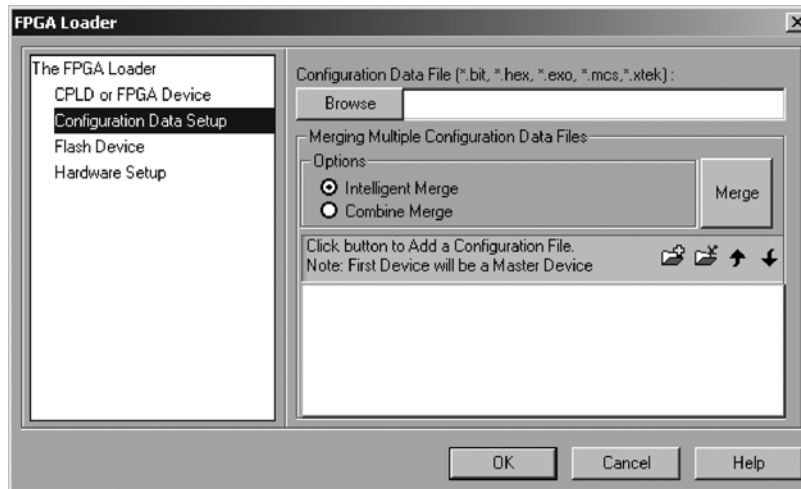 FPGA Loader
The FPGA Loader
CPLD or FPGA Device
Configuration Data Setup
Flash Device
Hardware Setup
Configuration Data File (*.bit, *.hex, *.exo, *.mcs,*.xtek) :
Browse
Merging Multiple Configuration Data Files
Options
Intelligent Merge
Combine Merge
Merge
Click button to Add a Configuration File.
Note: First Device will be a Master Device
OK
Cancel
Help